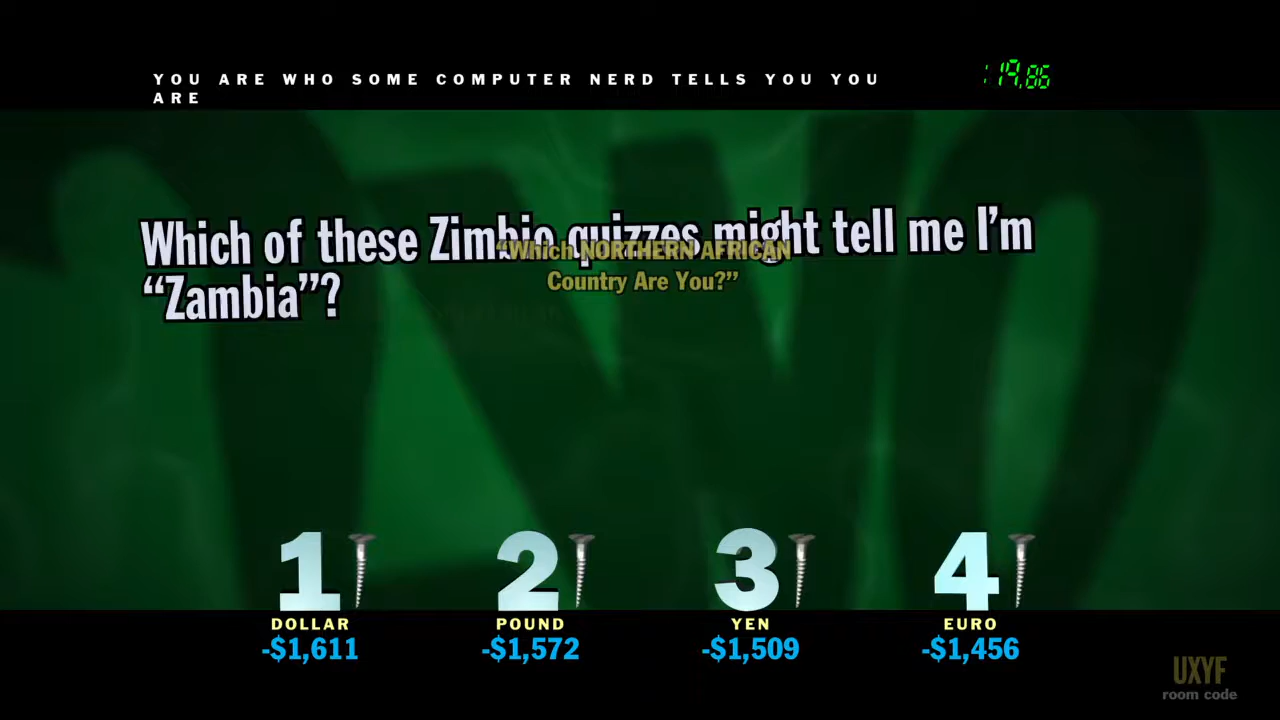 YOU ARE WHO SOME COMPUTER NERD TELLS YOU YOU
ARE
:19.86
Which of these Zimbio quizzes might tell me I'm
“Zambia”?
“Which NORTHERN AFRICAN
Country Are You?”
1
2
3
4
DOLLAR
POUND
YEN
EURO
-$1,611
-$1,572
-$1,509
-$1,456
UXYF
room code